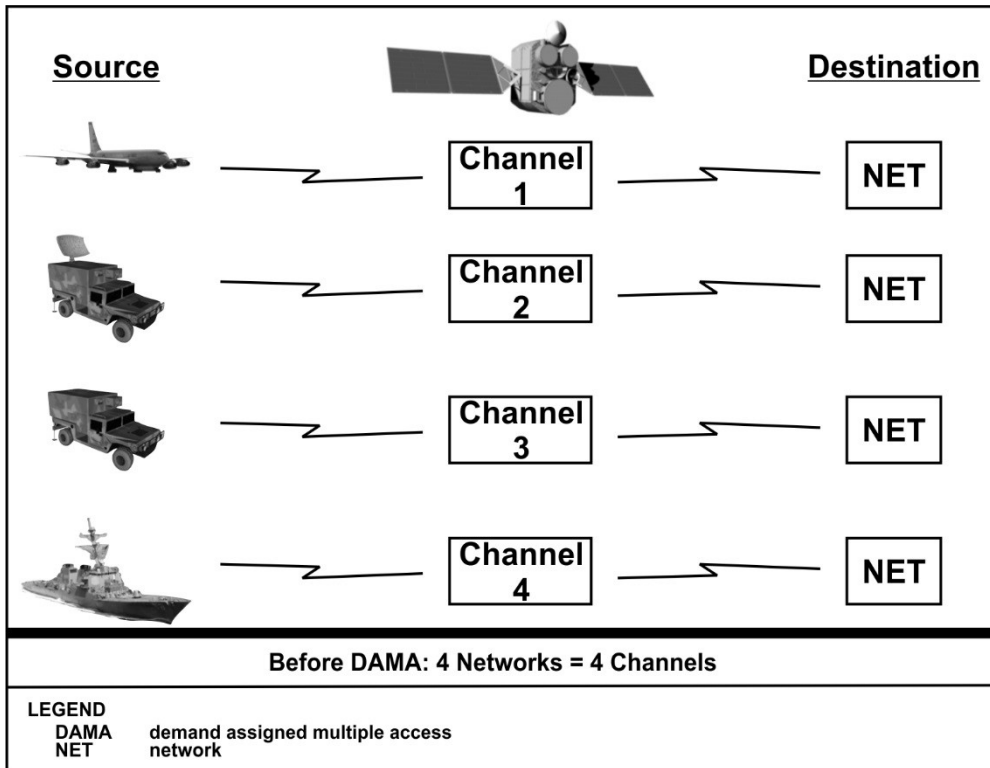 Source
Destination
Channel
1
NET
Channel
2
NET
Channel
3
NET
Channel
4
NET
Before DAMA: 4 Networks = 4 Channels
LEGEND
DAMA demand assigned multiple access
NET network